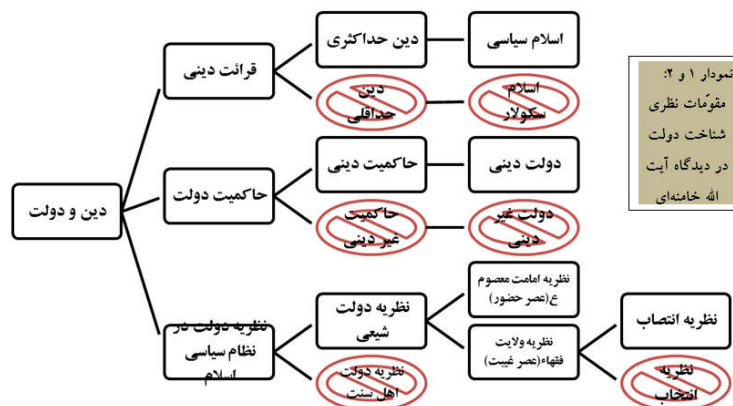 دین حداکثری
اسلام سیاسی
قرائت دینی
دین
حداقلی
اسلام
سکولار
نمودار ۱ و ۲:
مقوّمات نظری
شناخت دولت
در دیدگاه آیت
الله خامنه‌ای
حاکمیت دینی
دولت دینی
دین و دولت
حاکمیت دولت
حاکمیت
غیر دینی
دولت غیر
دینی
نظریه دولت در
نظام سیاسی
اسلام
نظریه دولت
شیعی
نظریه امامت معصوم
ع(عصر حضور)
نظریه ولایت
فقهاء(عصر غیبت)
نظریه انتصاب
نظریه دولت
اهل سنت
نظریه
انتخاب